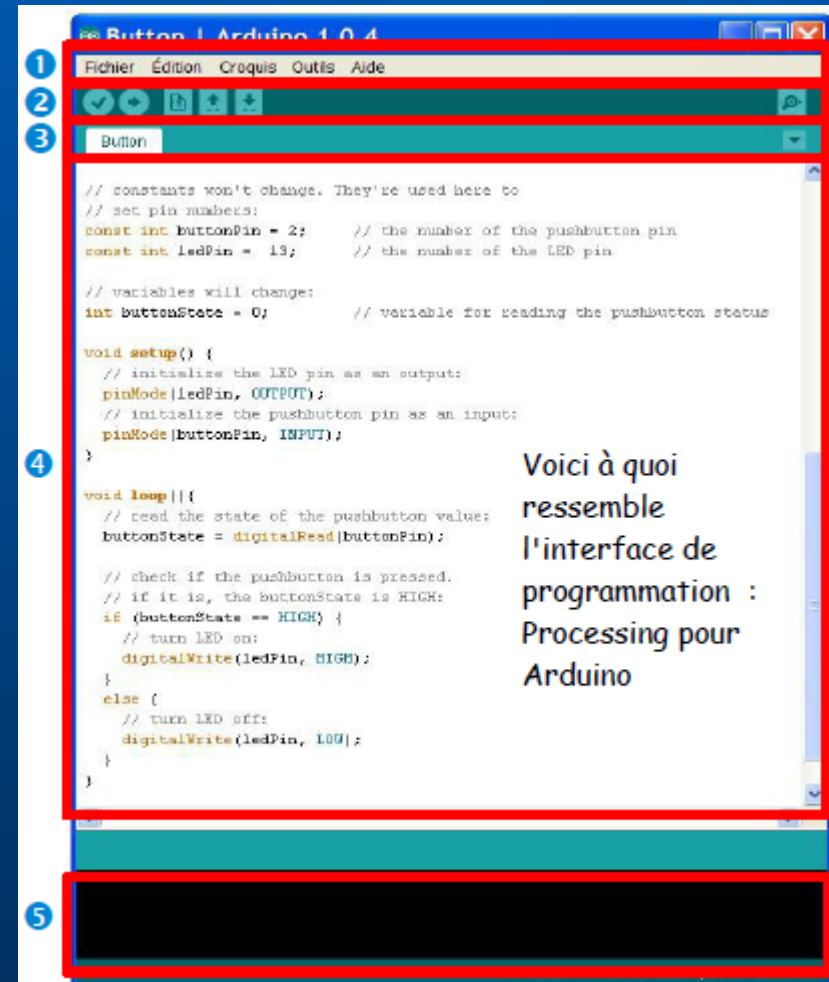 Button | Arduino 1.0.4
1
Fichier Édition Croquis Outils Aide
2
3
Button
4
// constants won't change. They're used here to
// set pin numbers:
const int buttonPin = 2;     // the number of the pushbutton pin
const int ledPin =  13;      // the number of the LED pin
// variables will change:
int buttonState = 0;         // variable for reading the pushbutton status
void setup() {
// initialize the LED pin as an output:
pinMode(ledPin, OUTPUT);
// initialize the pushbutton pin as an input:
pinMode(buttonPin, INPUT);
}
void loop(){
// read the state of the pushbutton value:
buttonState = digitalRead(buttonPin);
// check if the pushbutton is pressed.
// if it is, the buttonState is HIGH:
if (buttonState == HIGH) {
// turn LED on:
digitalWrite(ledPin, HIGH);
}
else {
// turn LED off:
digitalWrite(ledPin, LOW);
}
}
Voici à quoi
ressemble
l'interface de
programmation :
Processing pour
Arduino
5